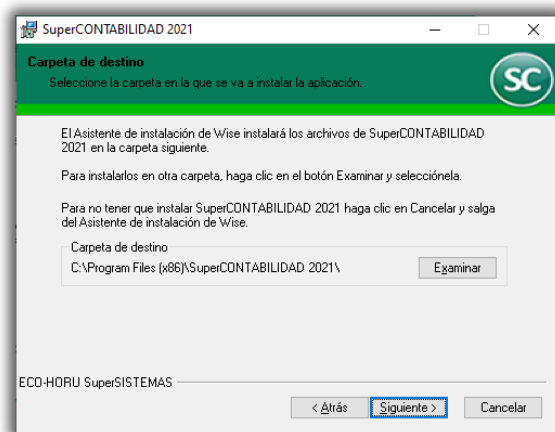 SuperCONTABILIDAD 2021
Carpeta de destino
Seleccione la carpeta en la que se va a instalar la aplicación.
SC
El Asistente de instalación de Wise instalará los archivos de SuperCONTABILIDAD
2021 en la carpeta siguiente.
Para instalarlos en otra carpeta, haga clic en el botón Examinar y selecciónela.
Para no tener que instalar SuperCONTABILIDAD 2021 haga clic en Cancelar y salga
del Asistente de instalación de Wise.
Carpeta de destino
C:\Program Files (x86)\SuperCONTABILIDAD 2021\
Examinar
ECO-HORU SuperSISTEMAS
< Atrás
Siguiente >
Cancelar